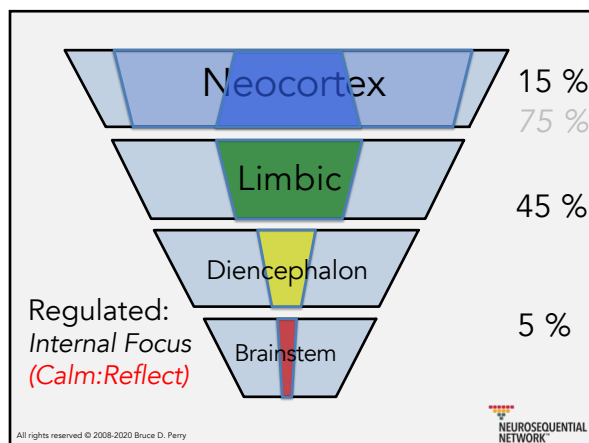 Neocortex
15 %
75 %
Limbic
45 %
Diencephalon
Regulated:
Internal Focus
(Calm:Reflect)
5 %
Brainstem
All rights reserved © 2008-2020 Bruce D. Perry
NEUROSEQUENTIAL
NETWORK™